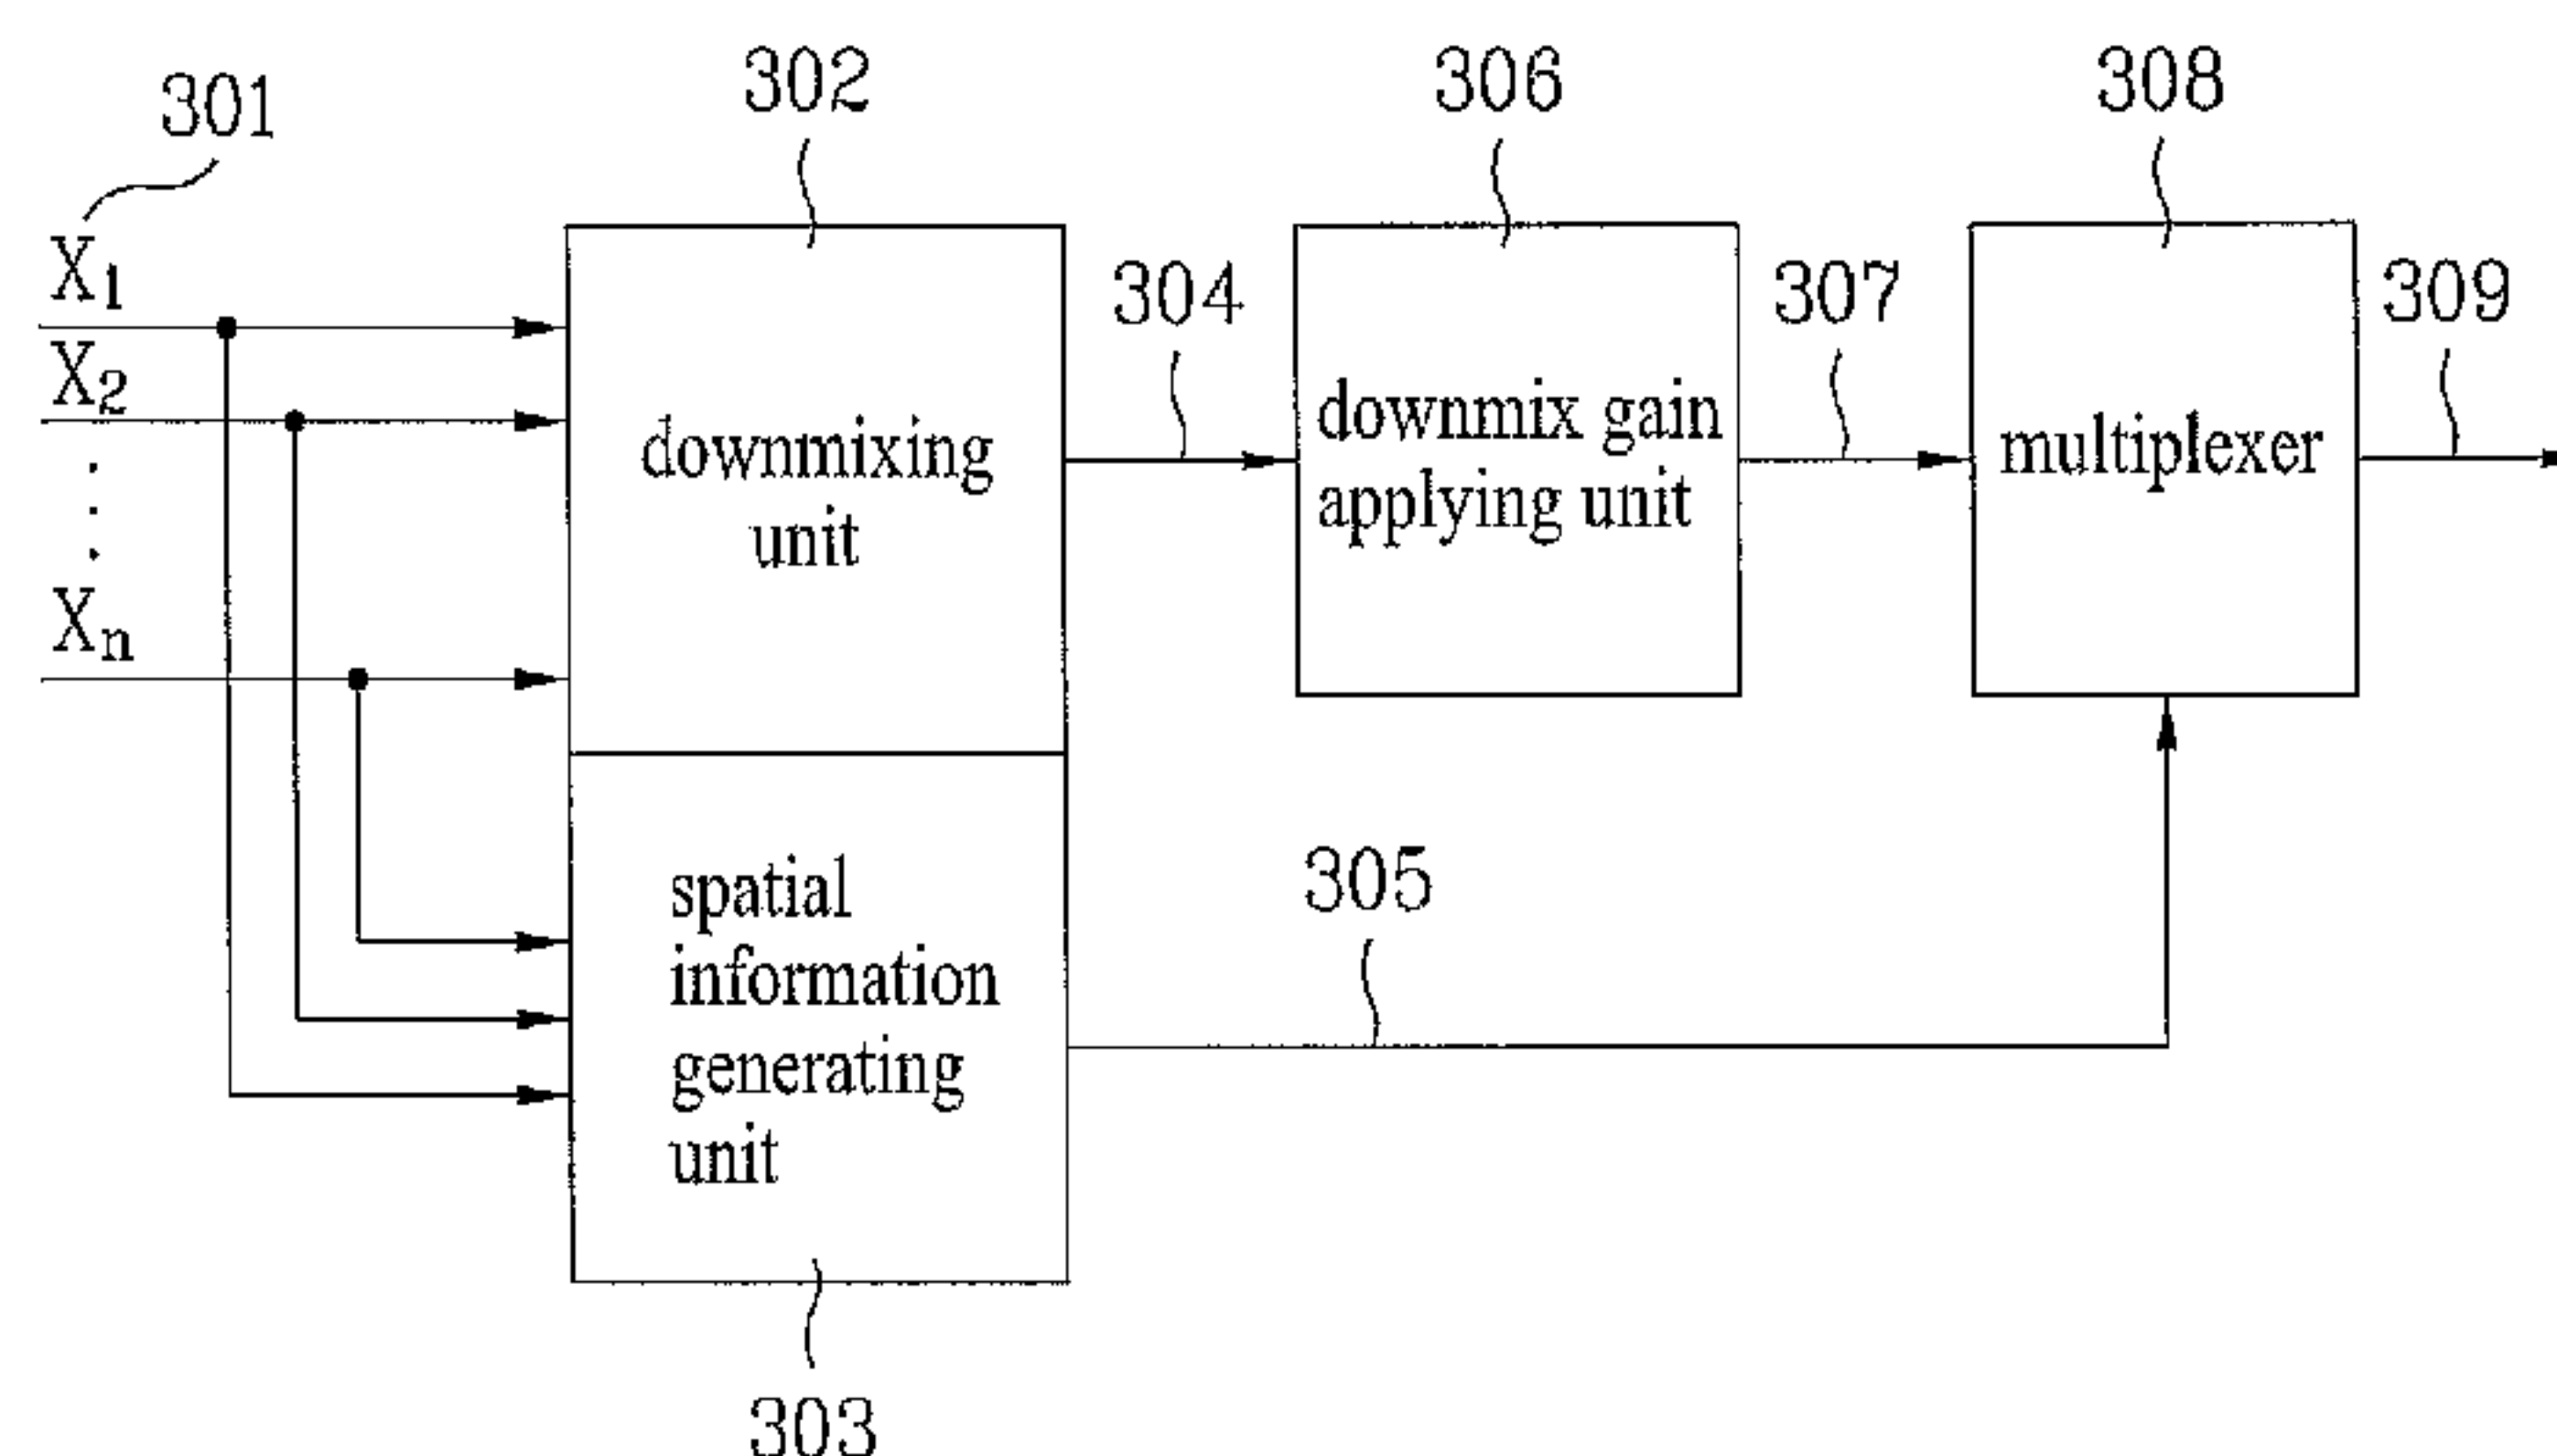 302
306
308
301
X1
304
307
309
X2
downmixing
unit
downmix gain
applying unit
multiplexer
.
.
.
Xn
spatial
information
generating
unit
305
303